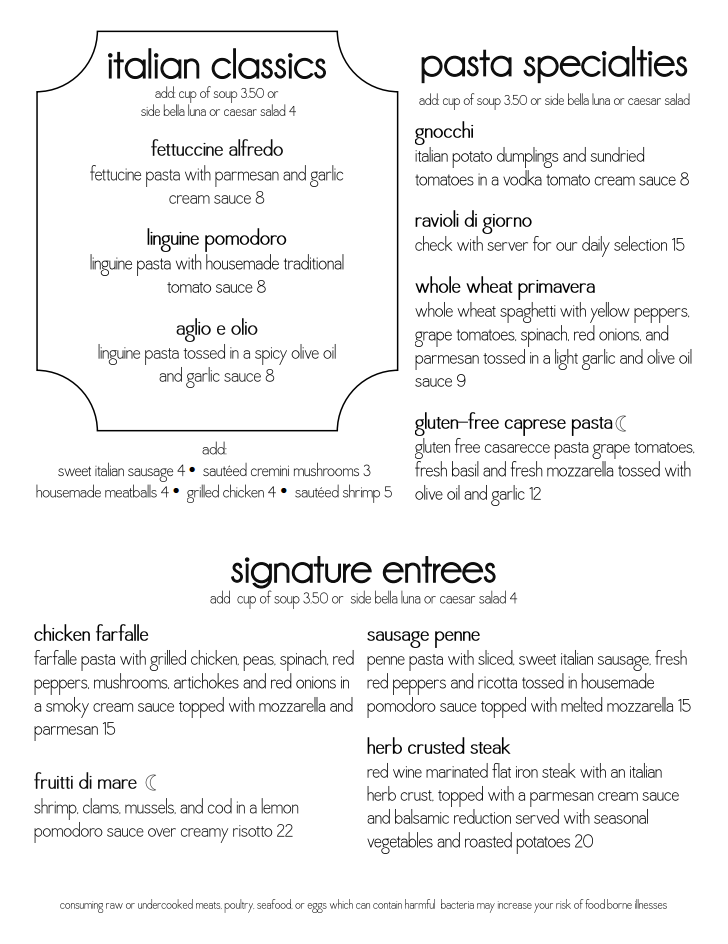 italian classics
add: cup of soup 3.50 or
side bella luna or caesar salad 4
fettuccine alfredo
fettucine pasta with parmesan and garlic
cream sauce 8
linguine pomodoro
linguine pasta with housemade traditional
tomato sauce 8
aglio e olio
linguine pasta tossed in a spicy olive oil
and garlic sauce 8
add:
sweet italian sausage 4 • sautéed cremini mushrooms 3
housemade meatballs 4 • grilled chicken 4 • sautéed shrimp 5
pasta specialties
add: cup of soup 3.50 or side bella luna or caesar salad
gnocchi
italian potato dumplings and sundried
tomatoes in a vodka tomato cream sauce 8
ravioli di giorno
check with server for our daily selection 15
whole wheat primavera
whole wheat spaghetti with yellow peppers,
grape tomatoes, spinach, red onions, and
parmesan tossed in a light garlic and olive oil
sauce 9
gluten-free caprese pasta
gluten free casarecce pasta grape tomatoes,
fresh basil and fresh mozzarella tossed with
olive oil and garlic 12
signature entrees
add cup of soup 3.50 or side bella luna or caesar salad 4
chicken farfalle
farfalle pasta with grilled chicken, peas, spinach, red
peppers, mushrooms, artichokes and red onions in
a smoky cream sauce topped with mozzarella and
parmesan 15
fruitti di mare
shrimp, clams, mussels, and cod in a lemon
pomodoro sauce over creamy risotto 22
sausage penne
penne pasta with sliced, sweet italian sausage, fresh
red peppers and ricotta tossed in housemade
pomodoro sauce topped with melted mozzarella 15
herb crusted steak
red wine marinated flat iron steak with an italian
herb crust, topped with a parmesan cream sauce
and balsamic reduction served with seasonal
vegetables and roasted potatoes 20
consuming raw or undercooked meats, poultry, seafood, or eggs which can contain harmful bacteria may increase your risk of food borne illnesses